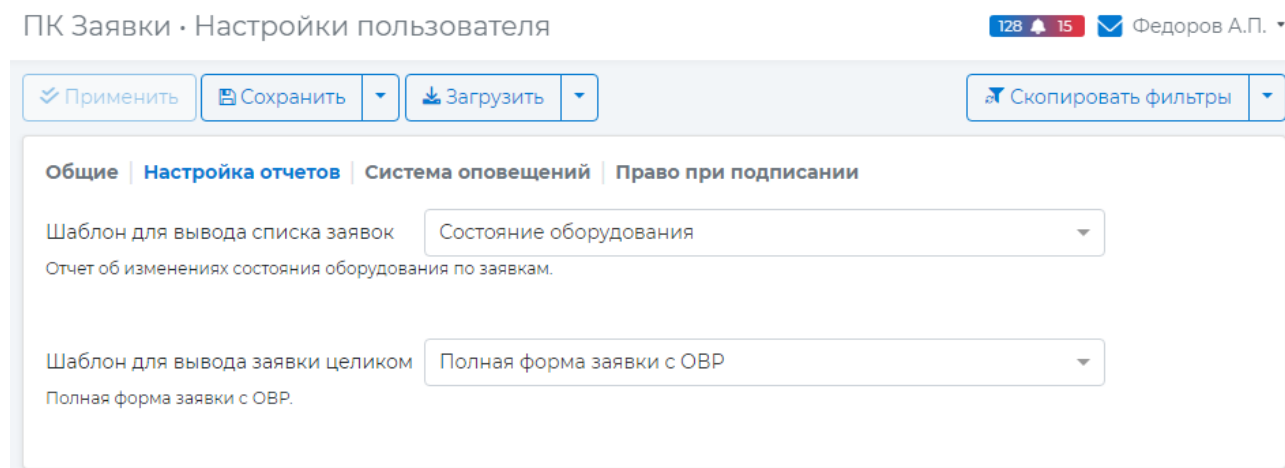 ПК Заявки · Настройки пользователя
128 15 Федоров А.П.
Применить Сохранить Загрузить Скопировать фильтры
Общие Настройка отчетов Система оповещений Право при подписании
Шаблон для вывода списка заявок Состояние оборудования
Отчет об изменениях состояния оборудования по заявкам.
Шаблон для вывода заявки целиком Полная форма заявки с ОВР
Полная форма заявки с ОВР.